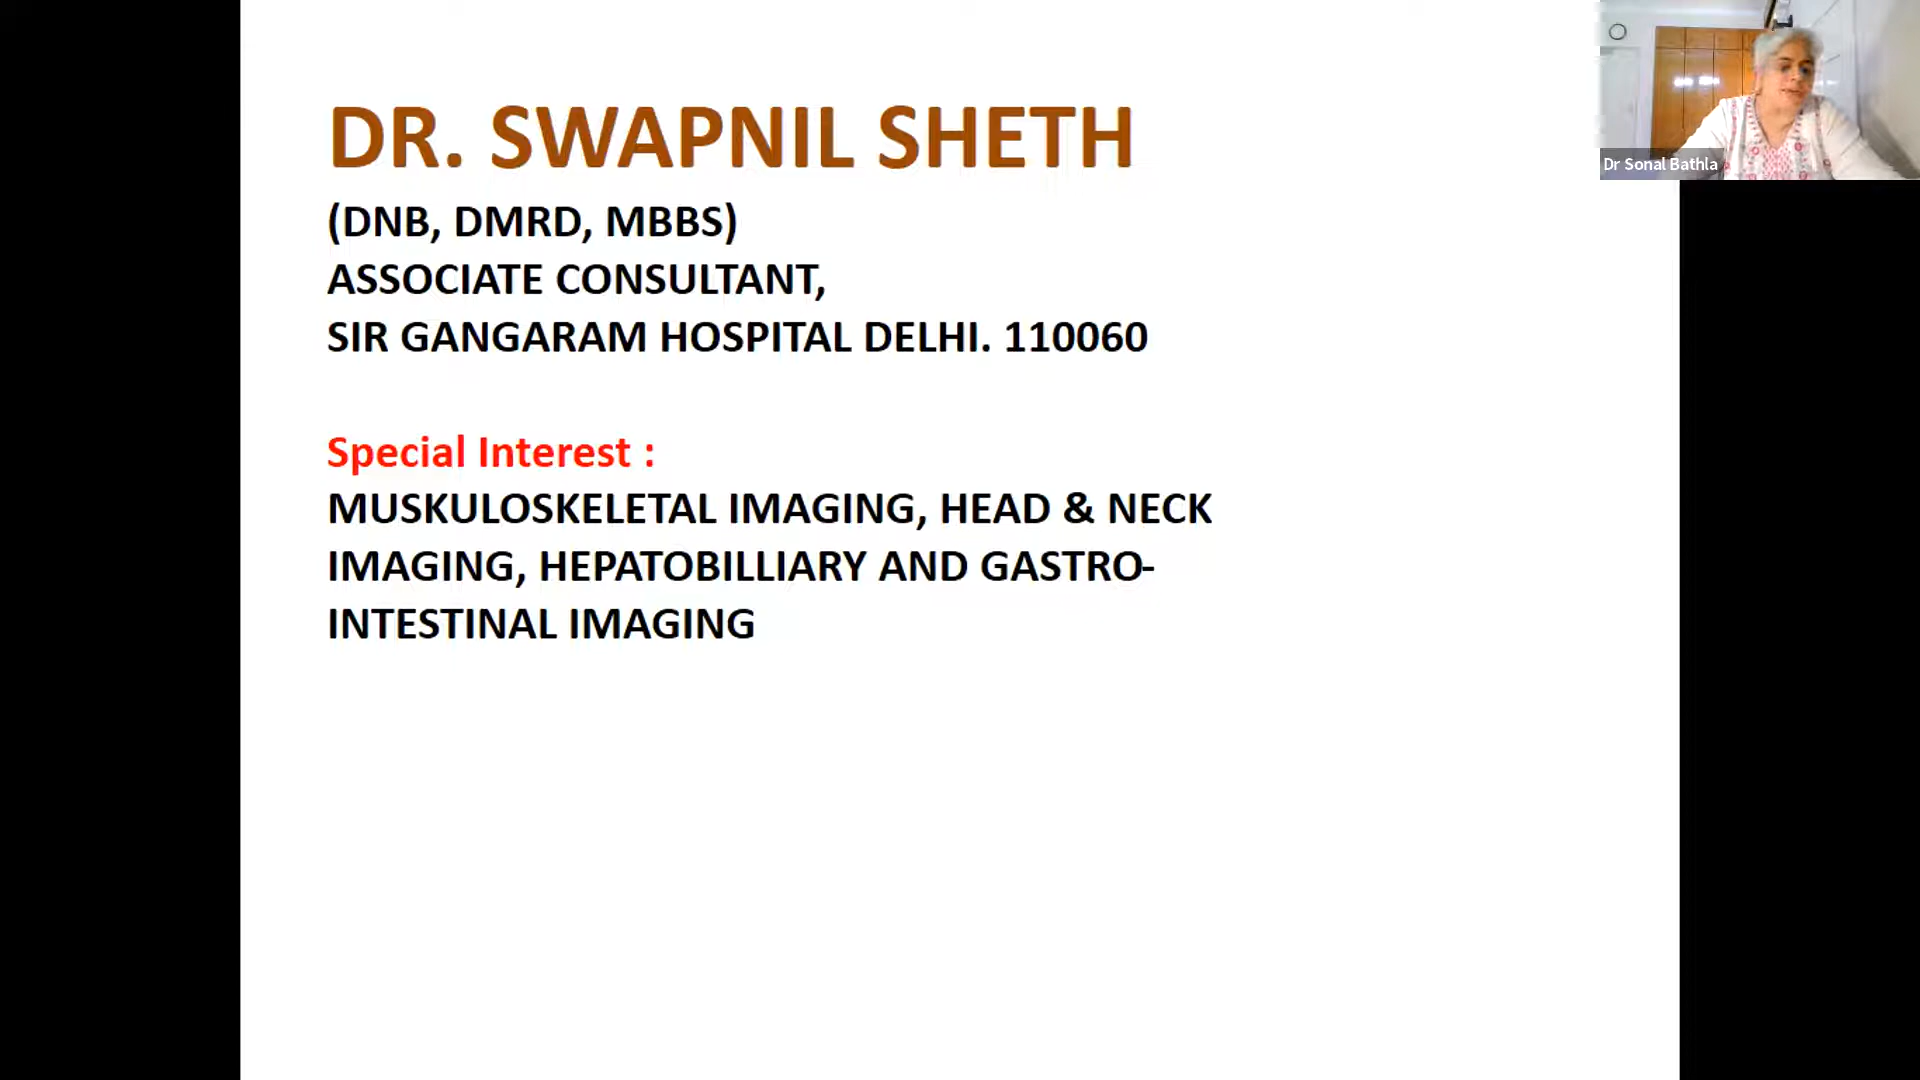 DR. SWAPNIL SHETH
(DNB, DMRD, MBBS)
ASSOCIATE CONSULTANT,
SIR GANGARAM HOSPITAL DELHI. 110060
Special Interest :
MUSKULOSKELETAL IMAGING, HEAD & NECK
IMAGING, HEPATOBILLIARY AND GASTRO-
INTESTINAL IMAGING
Dr Sonal Bathla